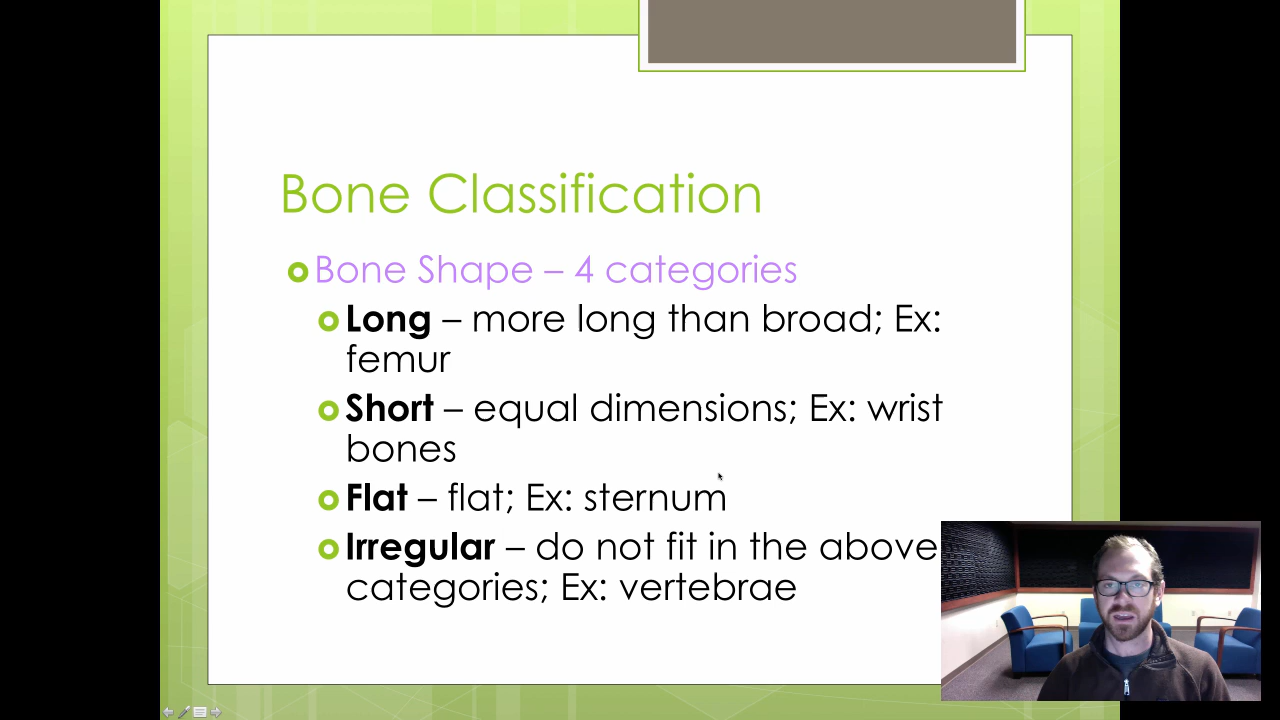 Bone Classification
Bone Shape – 4 categories
Long – more long than broad; Ex:
femur
Short – equal dimensions; Ex: wrist
bones
Flat – flat; Ex: sternum
Irregular – do not fit in the above
categories; Ex: vertebrae